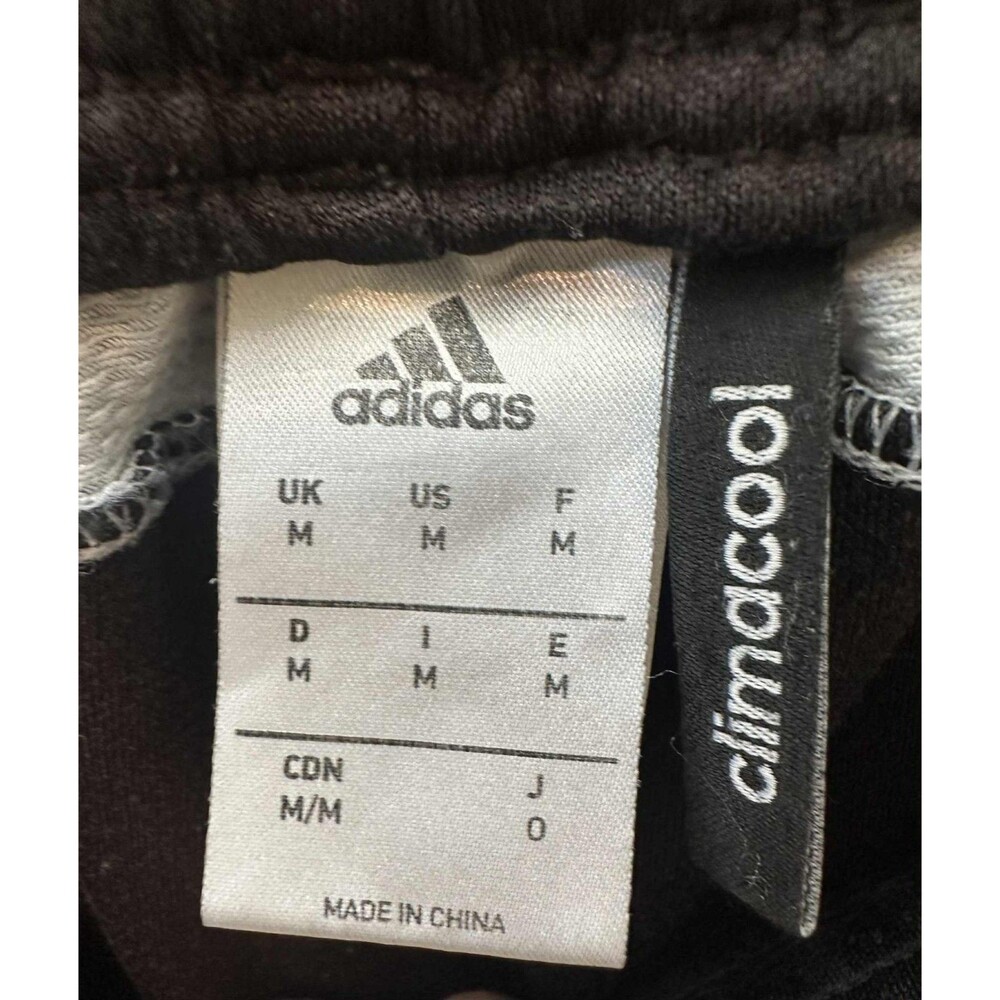 adidas
UK US F
M M M
D I E
M M M
CDN J
M/M O
MADE IN CHINA
climacool